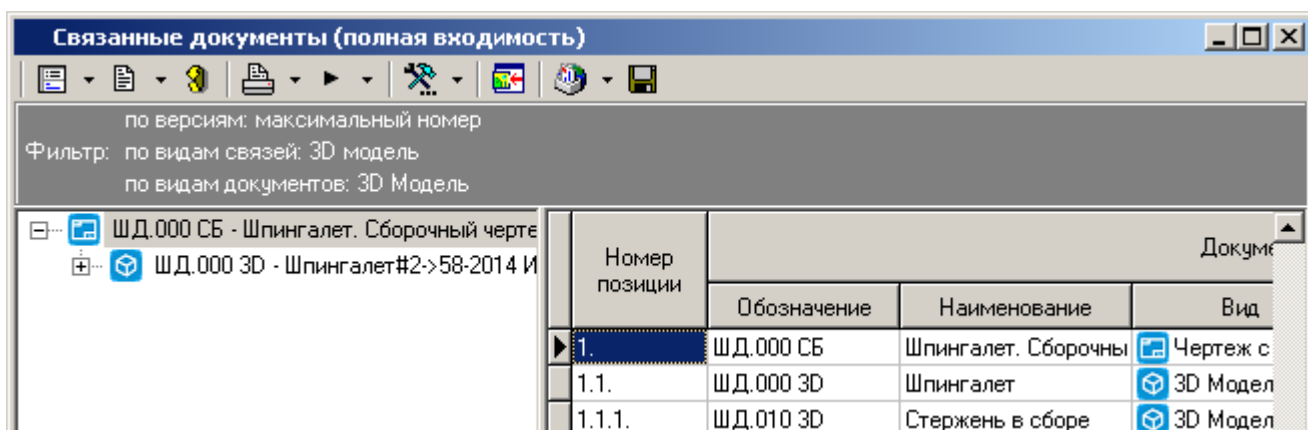 Связанные документы (полная входимость)
по версиям: максимальный номер
Фильтр: по видам связей: 3D модель
по видам документов: 3D Модель
ШД.000 СБ - Шпингалет. Сборочный черте
ШД.000 3D - Шпингалет#2->58-2014 И
Номер позиции
Докуме
Обозначение Наименование Вид
1. ШД.000 СБ Шпингалет. Сборочны Чертеж с
1.1. ШД.000 3D Шпингалет 3D Модел
1.1.1. ШД.010 3D Стержень в сборе 3D Модел